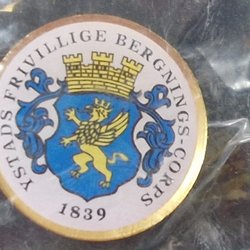 YSTADS FRIVILLIGE BERGNINGS-CORPS
1839